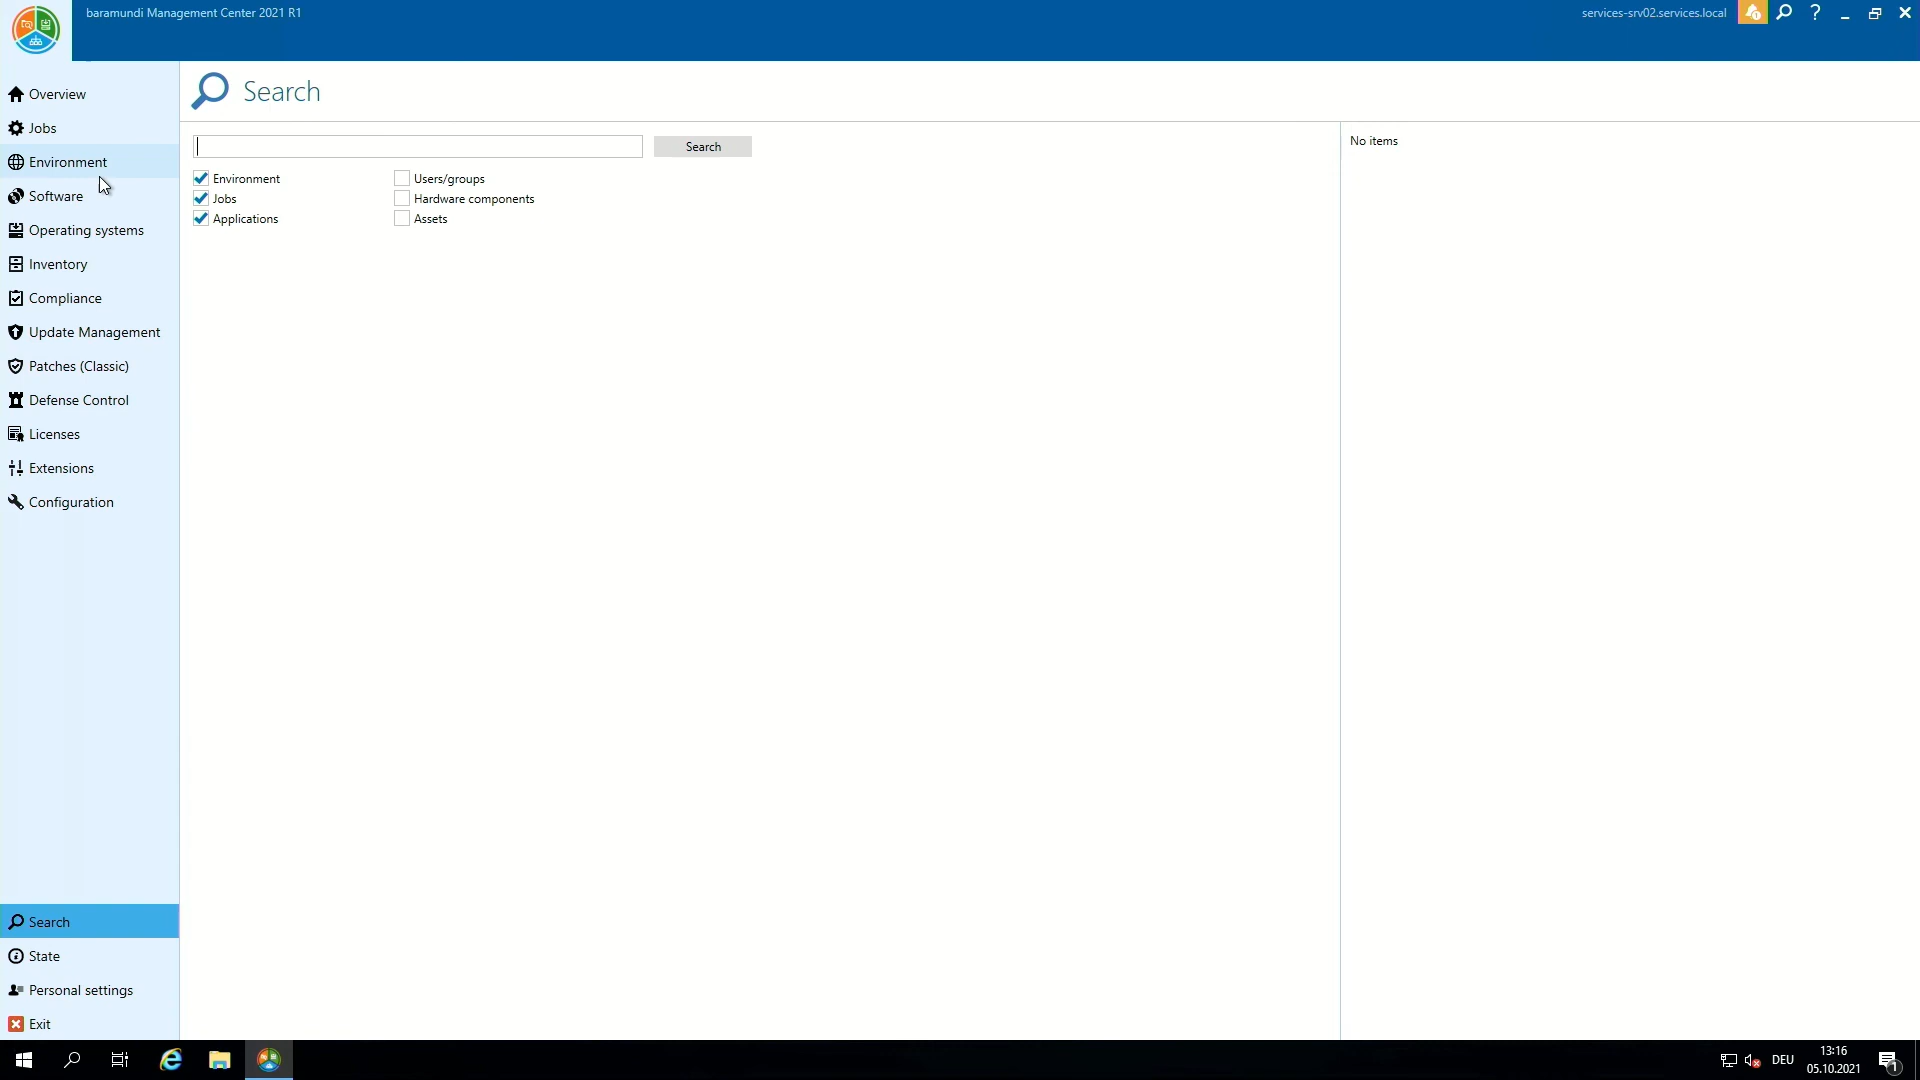 baramundi Management Center 2021 R1
services-srv02.services.local
Overview
Jobs
Environment
Software
Operating systems
Inventory
Compliance
Update Management
Patches (Classic)
Defense Control
Licenses
Extensions
Configuration
Search
State
Personal settings
Exit
Search
Search
Environment
Users/groups
Jobs
Hardware components
Applications
Assets
No items
DEU
13:16
05.10.2021
1